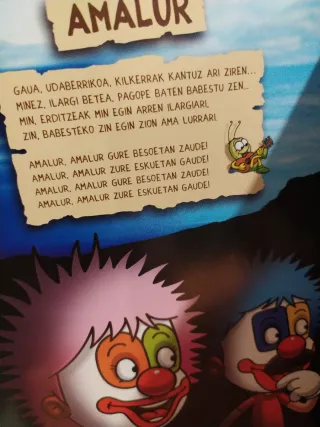 AMALUR
GAUA, UDABERRIKOA, KILKERRAK KANTUZ ARI ZIREN...
MINEZ, ILARGI BETEA, PAGOPE BATEN BABESTU ZEN...
MIN, ERDITZEAK MIN EGIN ARREN ILARGIARI,
ZIN, BABESTEKO ZIN EGIN ZION AMA LURRARI.
AMALUR, AMALUR GURE BESOETAN ZAUDE!
AMALUR, AMALUR ZURE ESKUETAN GAUDE!
AMALUR, AMALUR GURE BESOETAN ZAUDE!
AMALUR, AMALUR ZURE ESKUETAN GAUDE!